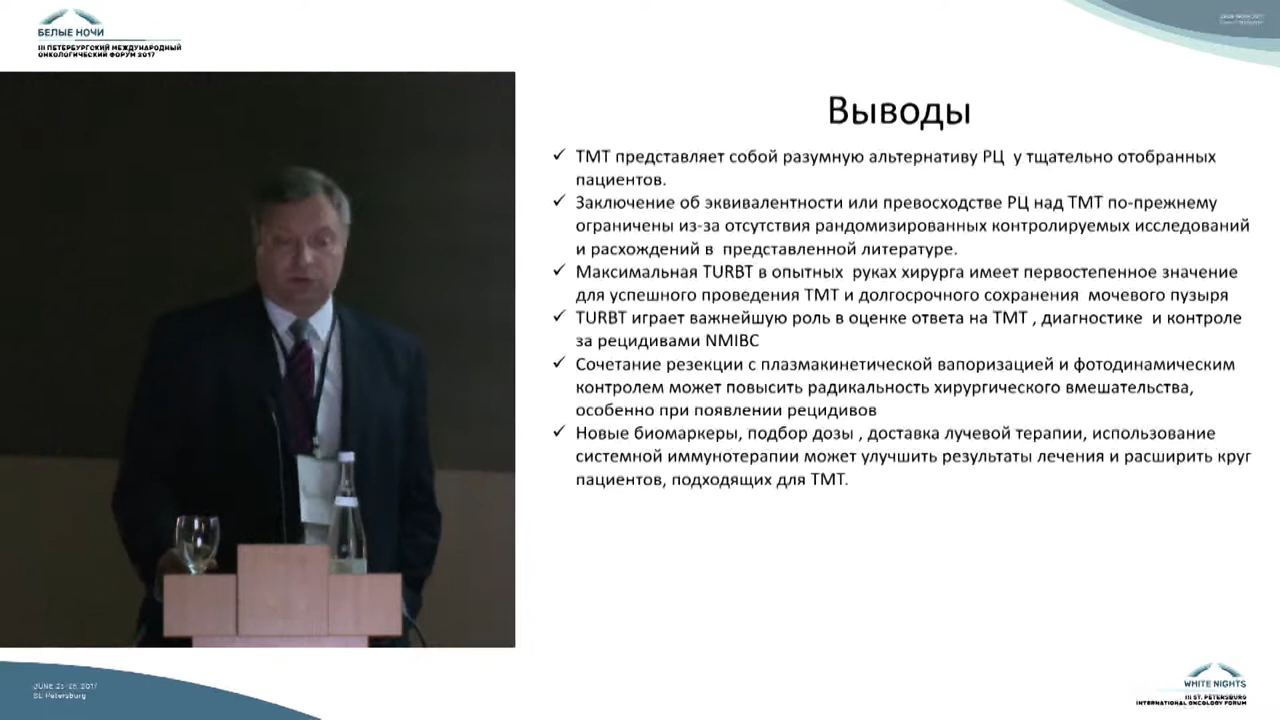 БЕЛЫЕ НОЧИ
III ПЕТЕРБУРГСКИЙ МЕЖДУНАРОДНЫЙ
ОНКОЛОГИЧЕСКИЙ ФОРУМ 2017
Выводы
ТМТ представляет собой разумную альтернативу РЦ у тщательно отобранных
пациентов.
Заключение об эквивалентности или превосходстве РЦ над ТМТ по-прежнему
ограничены из-за отсутствия рандомизированных контролируемых исследований
и расхождений в представленной литературе.
Максимальная TURBT в опытных руках хирурга имеет первостепенное значение
для успешного проведения ТМТ и долгосрочного сохранения мочевого пузыря
TURBT играет важнейшую роль в оценке ответа на ТМТ , диагностике и контроле
за рецидивами NMIBC
Сочетание резекции с плазмакинетической вапоризацией и фотодинамическим
контролем может повысить радикальность хирургического вмешательства,
особенно при появлении рецидивов
Новые биомаркеры, подбор дозы , доставка лучевой терапии, использование
системной иммунотерапии может улучшить результаты лечения и расширить круг
пациентов, подходящих для ТМТ.
St. Petersburg
WHITE NIGHTS
III ST. PETERSBURG
INTERNATIONAL ONCOLOGY FORUM